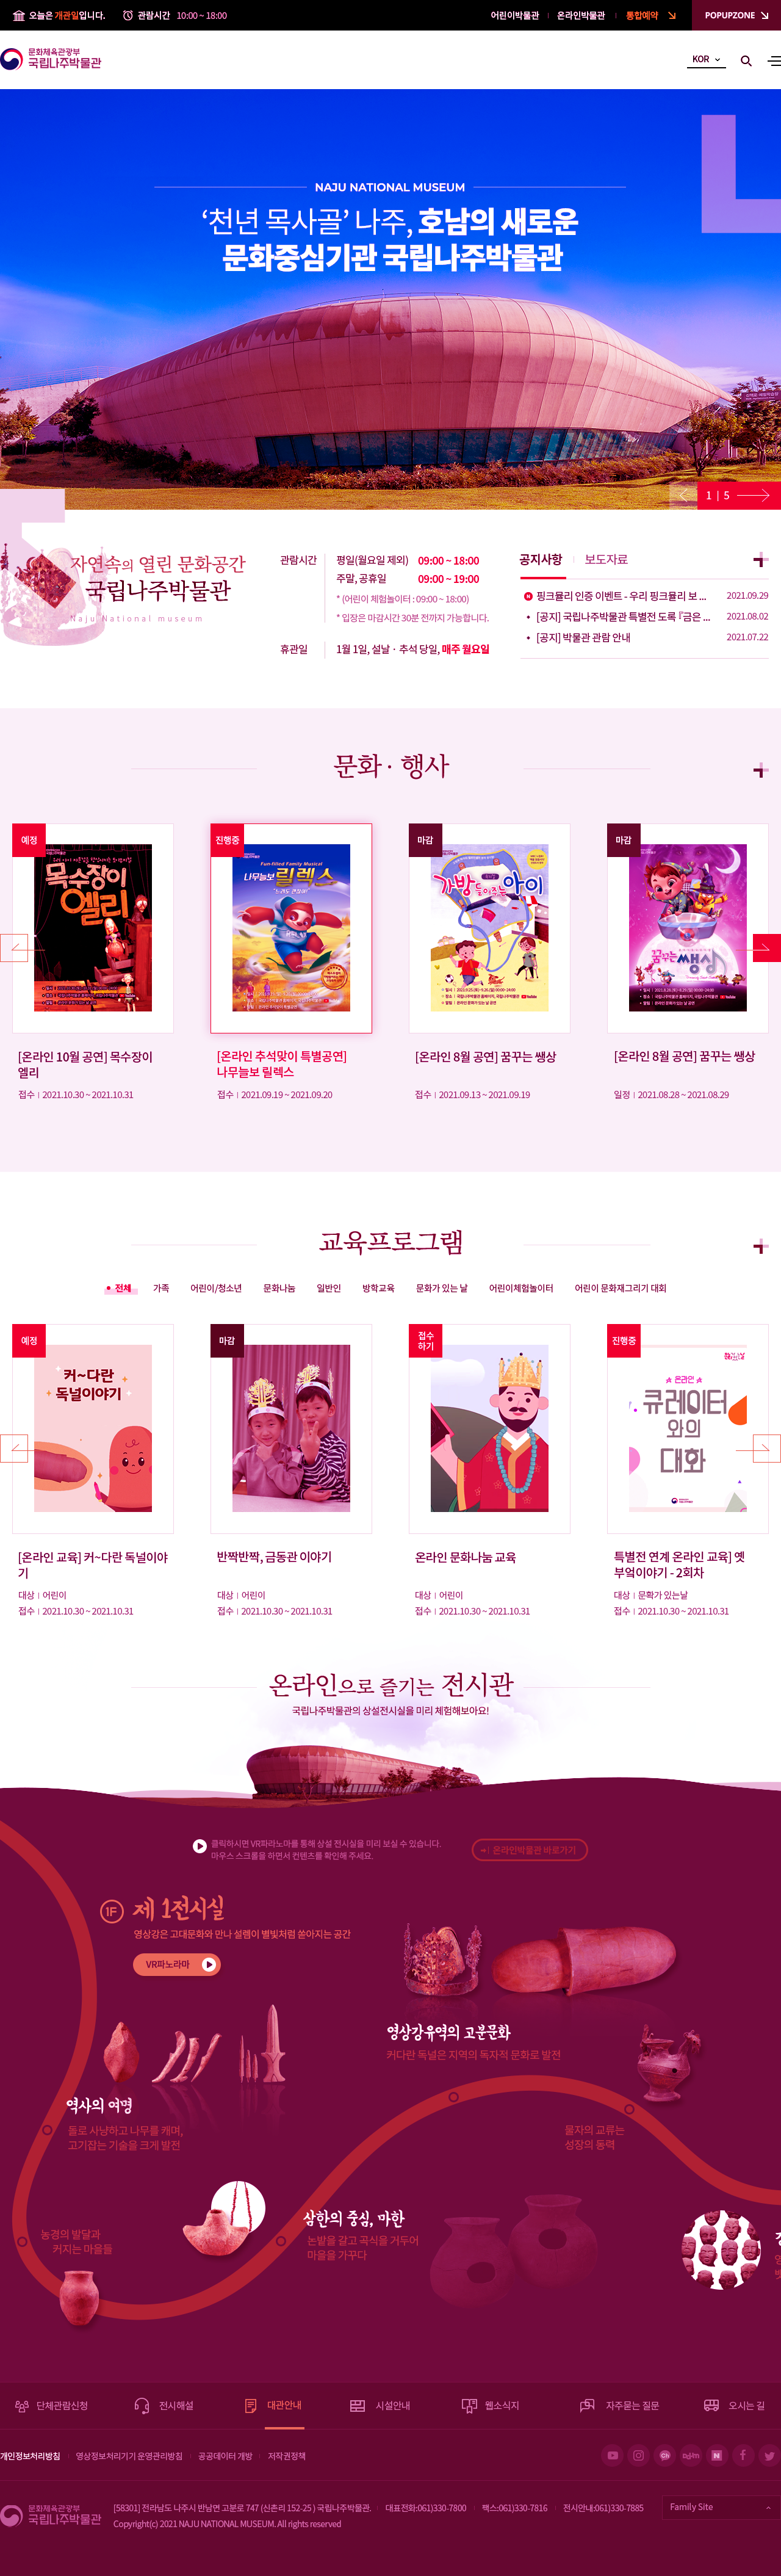 오늘은 개관일입니다. 관람시간 10:00 ~ 18:00 어린이박물관 온라인박물관 통합예약 POPUPZONE
문화체육관광부
국립나주박물관
KOR
NAJU NATIONAL MUSEUM
‘천년 목사골’ 나주, 호남의 새로운
문화중심기관 국립나주박물관
1 | 5
자연속의 열린 문화공간
국립나주박물관
Naju National museum
관람시간 평일(월요일 제외) 09:00 ~ 18:00
주말, 공휴일 09:00 ~ 19:00
* (어린이 체험놀이터 : 09:00 ~ 18:00)
* 입장은 마감시간 30분 전까지 가능합니다.
휴관일 1월 1일, 설날 · 추석 당일, 매주 월요일
공지사항 보도자료
N 핑크뮬리 인증 이벤트 - 우리 핑크뮬리 보 ... 2021.09.29
• [공지] 국립나주박물관 특별전 도록 『금은 ... 2021.08.02
• [공지] 박물관 관람 안내 2021.07.22
문화 · 행사
예정
목수장이
엘리
진행중
Fun-filled Family Musical
나무늘보 릴렉스
마감
가방 들어주는 아이
YouTube
마감
꿈꾸는 쌩상
[온라인 10월 공연] 목수장이
엘리
접수 | 2021.10.30 ~ 2021.10.31
[온라인 추석맞이 특별공연]
나무늘보 릴렉스
접수 | 2021.09.19 ~ 2021.09.20
[온라인 8월 공연] 꿈꾸는 쌩상
접수 | 2021.09.13 ~ 2021.09.19
[온라인 8월 공연] 꿈꾸는 쌩상
일정 | 2021.08.28 ~ 2021.08.29
교육프로그램
전체 가족 어린이/청소년 문화나눔 일반인 방학교육 문화가 있는 날 어린이체험놀이터 어린이 문화재그리기 대회
예정
커~다란
독널이야기
마감
접수
하기
진행중
온라인
큐레이터
와의
대화
[온라인 교육] 커~다란 독널이야
기
대상 | 어린이
접수 | 2021.10.30 ~ 2021.10.31
반짝반짝, 금동관 이야기
대상 | 어린이
접수 | 2021.10.30 ~ 2021.10.31
온라인 문화나눔 교육
대상 | 어린이
접수 | 2021.10.30 ~ 2021.10.31
특별전 연계 온라인 교육] 옛
부엌이야기 - 2회차
대상 | 문확가 있는날
접수 | 2021.10.30 ~ 2021.10.31
온라인으로 즐기는 전시관
국립나주박물관의 상설전시실을 미리 체험해보아요!
클릭하시면 VR파라노마를 통해 상설 전시실을 미리 보실 수 있습니다.
마우스 스크롤을 하면서 컨텐츠를 확인해 주세요.
온라인박물관 바로가기
1F 제 1전시실
영상강은 고대문화와 만나 설렘이 별빛처럼 쏟아지는 공간
VR파노라마
영상강유역의 고분문화
커다란 독널은 지역의 독자적 문화로 발전
역사의 여명
돌로 사냥하고 나무를 캐며,
고기잡는 기술을 크게 발전
물자의 교류는
성장의 동력
농경의 발달과
커지는 마을들
삼한의 중심, 마한
논밭을 갈고 곡식을 거두어
마을을 가꾸다
단체관람신청 전시해설 대관안내 시설안내 웹소식지 자주묻는 질문 오시는 길
개인정보처리방침 영상정보처리기기 운영관리방침 공공데이터 개방 저작권정책
문화체육관광부
국립나주박물관
[58301] 전라남도 나주시 반남면 고분로 747 (신촌리 152-25 ) 국립나주박물관. 대표전화:061)330-7800 팩스:061)330-7816 전시안내:061)330-7885
Copyright(c) 2021 NAJU NATIONAL MUSEUM. All rights reserved
Family Site